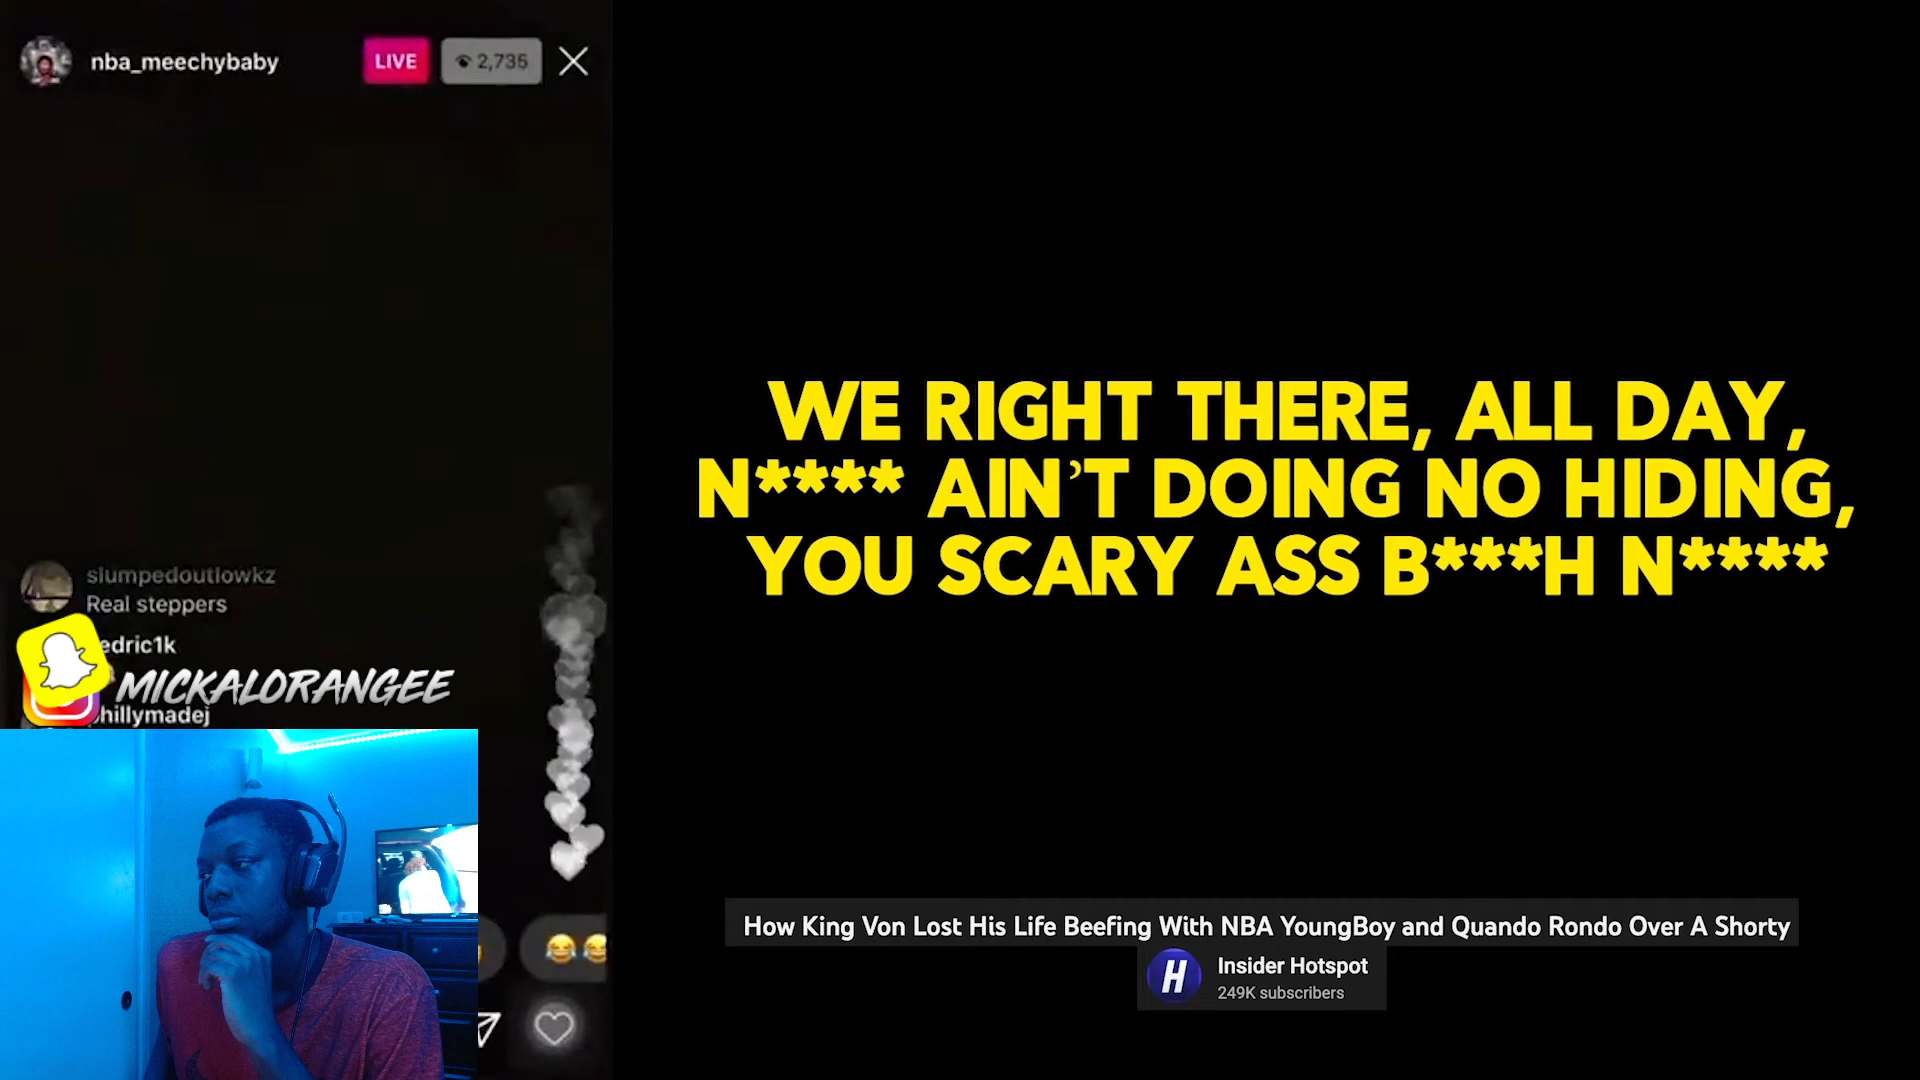 nba_meechybaby
LIVE
2,735
WE RIGHT THERE, ALL DAY,
N**** AIN'T DOING NO HIDING,
YOU SCARY ASS B***H N****
slumpedoutlowkz
Real steppers
edric1k
MICKALORANGEE
phillymadej
How King Von Lost His Life Beefing With NBA YoungBoy and Quando Rondo Over A Shorty
H
Insider Hotspot
249K subscribers